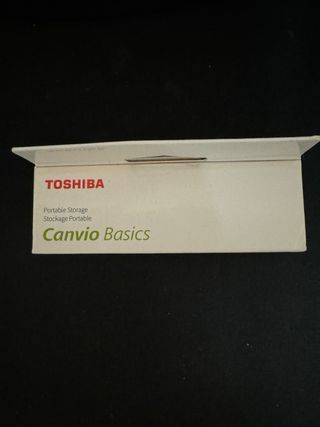 TOSHIBA
Portable Storage
Stockage Portable
Canvio Basics